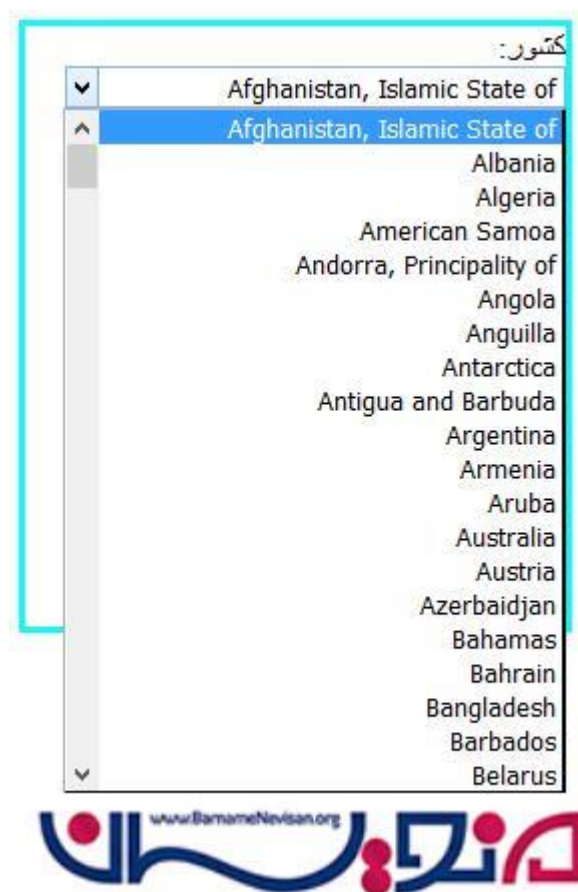 کشور:
Afghanistan, Islamic State of
Afghanistan, Islamic State of
Albania
Algeria
American Samoa
Andorra, Principality of
Angola
Anguilla
Antarctica
Antigua and Barbuda
Argentina
Armenia
Aruba
Australia
Austria
Azerbaidjan
Bahamas
Bahrain
Bangladesh
Barbados
Belarus
www.BarnameNevisan.org